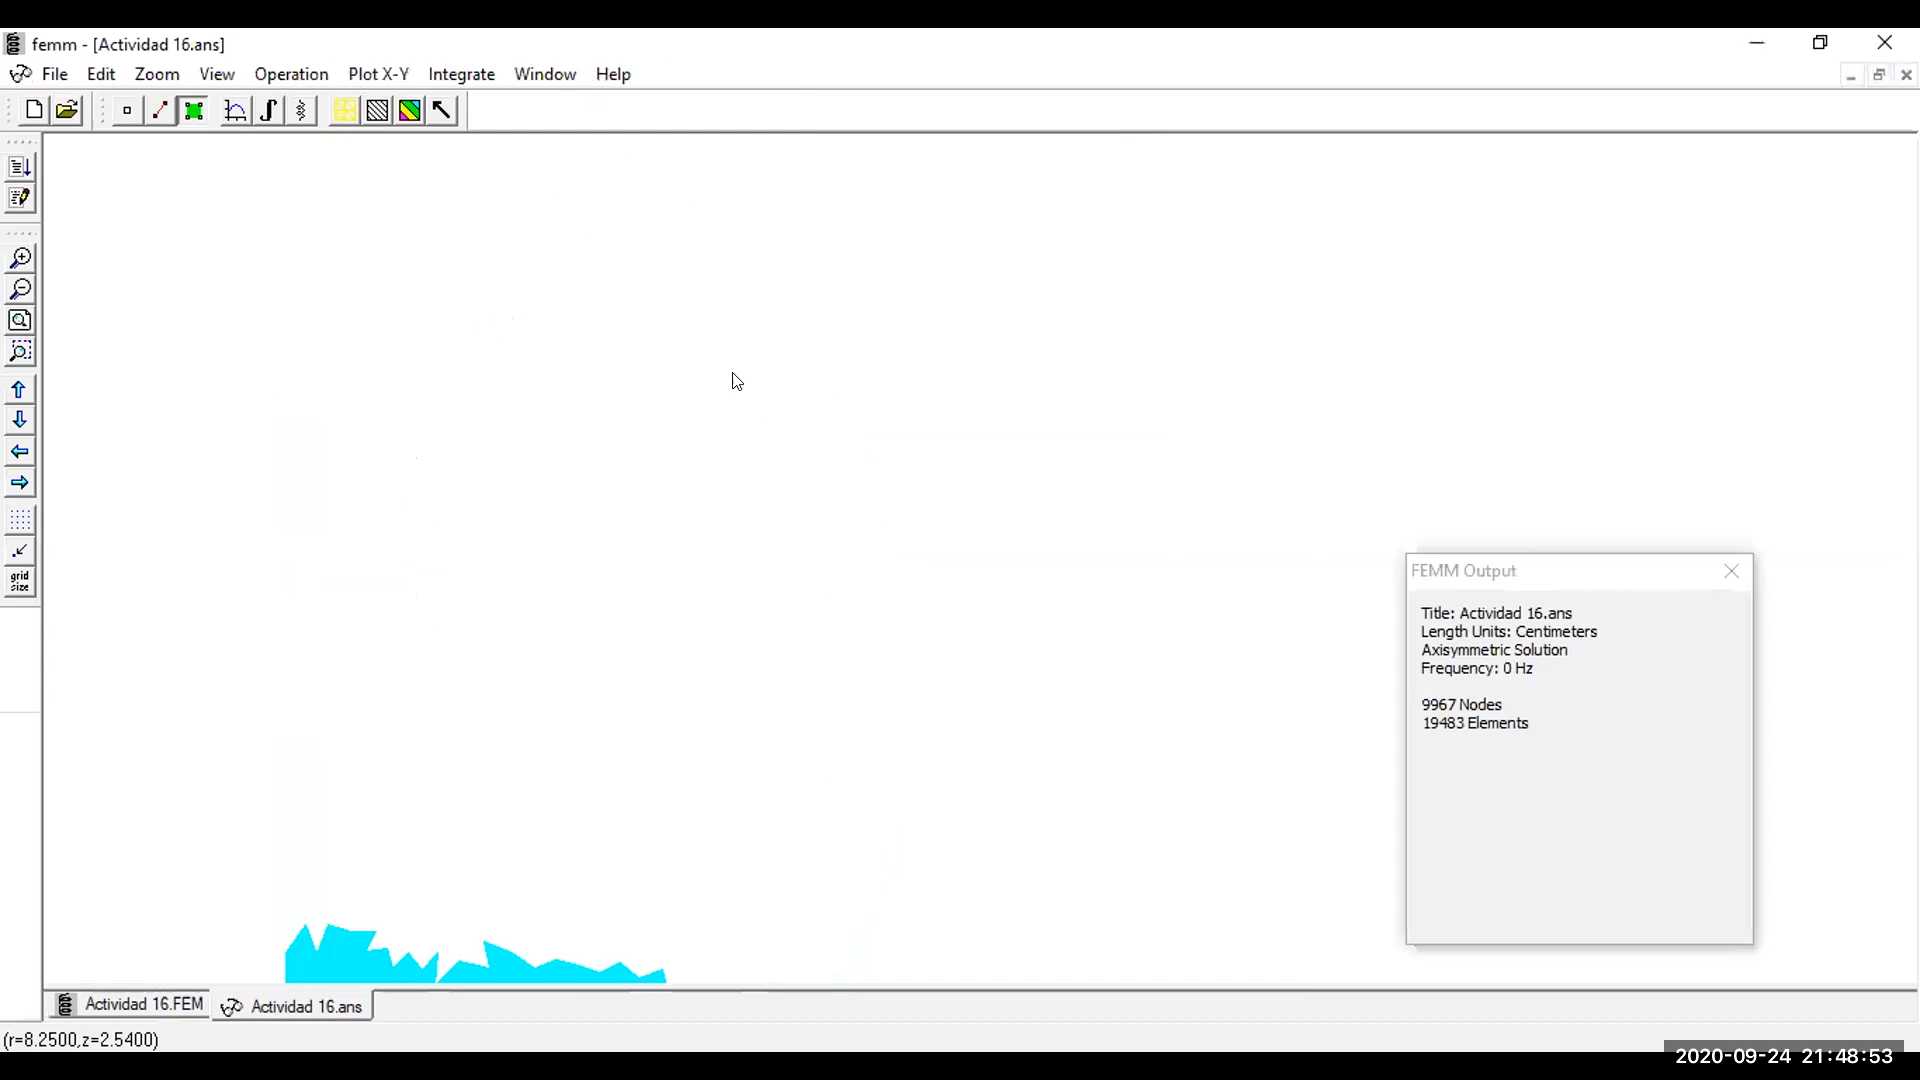 femm - [Actividad 16.ans]
File Edit Zoom View Operation Plot X-Y Integrate Window Help
grid
size
FEMM Output
Title: Actividad 16.ans
Length Units: Centimeters
Axisymmetric Solution
Frequency: 0 Hz
9967 Nodes
19483 Elements
Actividad 16.FEM
Actividad 16.ans
(r=8.2500,z=2.5400)
2020-09-24 21:48:53